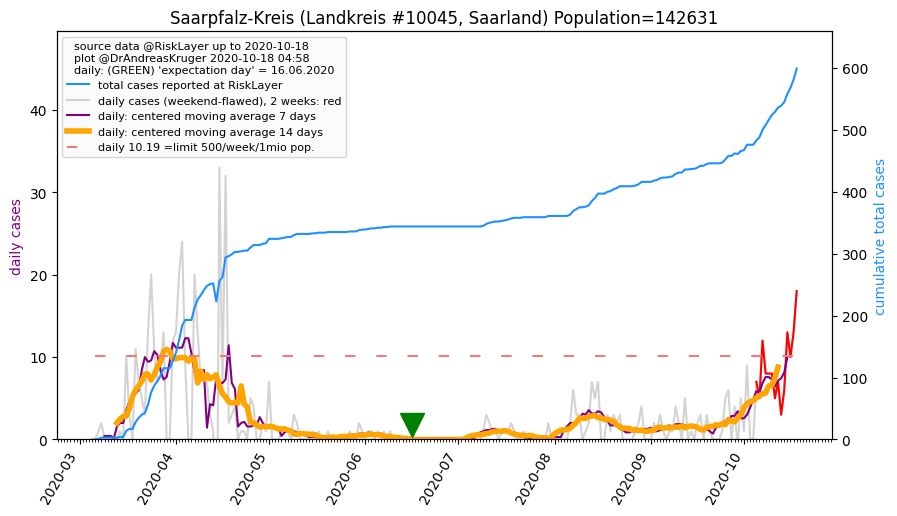 Saarpfalz-Kreis (Landkreis #10045, Saarland) Population=142631
source data @RiskLayer up to 2020-10-18
plot @DrAndreasKruger 2020-10-18 04:58
daily: (GREEN) 'expectation day' = 16.06.2020
total cases reported at RiskLayer
daily cases (weekend-flawed), 2 weeks: red
daily: centered moving average 7 days
daily: centered moving average 14 days
daily 10.19 =limit 500/week/1mio pop.
daily cases
40
30
20
10
0
cumulative total cases
600
500
400
300
200
100
0
2020-03
2020-04
2020-05
2020-06
2020-07
2020-08
2020-09
2020-10